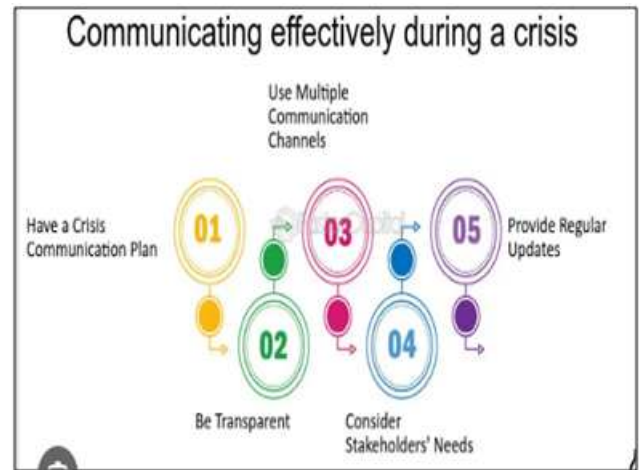 Communicating effectively during a crisis
Use Multiple
Communication
Channels
Have a Crisis
Communication Plan
01
03
05
Provide Regular
Updates
02
04
Be Transparent
Consider
Stakeholders' Needs